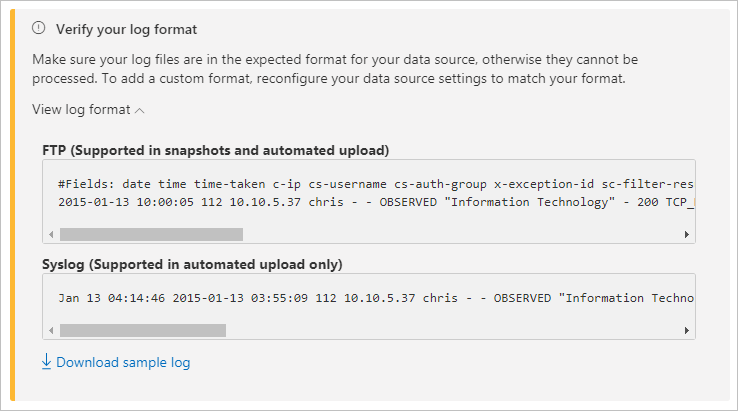 Verify your log format
Make sure your log files are in the expected format for your data source, otherwise they cannot be
processed. To add a custom format, reconfigure your data source settings to match your format.
View log format
FTP (Supported in snapshots and automated upload)
#Fields: date time time-taken c-ip cs-username cs-auth-group x-exception-id sc-filter-res
2015-01-13 10:00:05 112 10.10.5.37 chris - - OBSERVED "Information Technology" - 200 TCP_
Syslog (Supported in automated upload only)
Jan 13 04:14:46 2015-01-13 03:55:09 112 10.10.5.37 chris - - OBSERVED "Information Techno
Download sample log